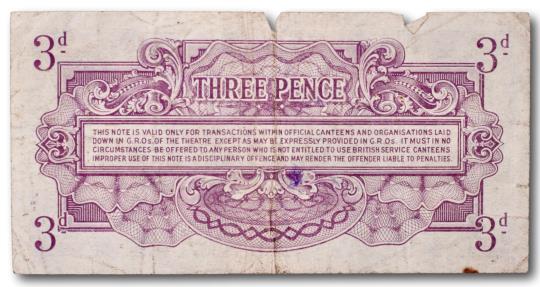 3d 3d
THREE PENCE
THIS NOTE IS VALID ONLY FOR TRANSACTIONS WITHIN OFFICIAL CANTEENS AND ORGANISATIONS LAID
DOWN IN G.R.Os. OF THE THEATRE EXCEPT AS MAY BE EXPRESSLY PROVIDED IN G.R.Os. IT MUST IN NO
CIRCUMSTANCES BE OFFERED TO ANY PERSON WHO IS NOT ENTITLED TO USE BRITISH SERVICE CANTEENS.
IMPROPER USE OF THIS NOTE IS A DISCIPLINARY OFFENCE AND MAY RENDER THE OFFENDER LIABLE TO PENALTIES.
3d 3d